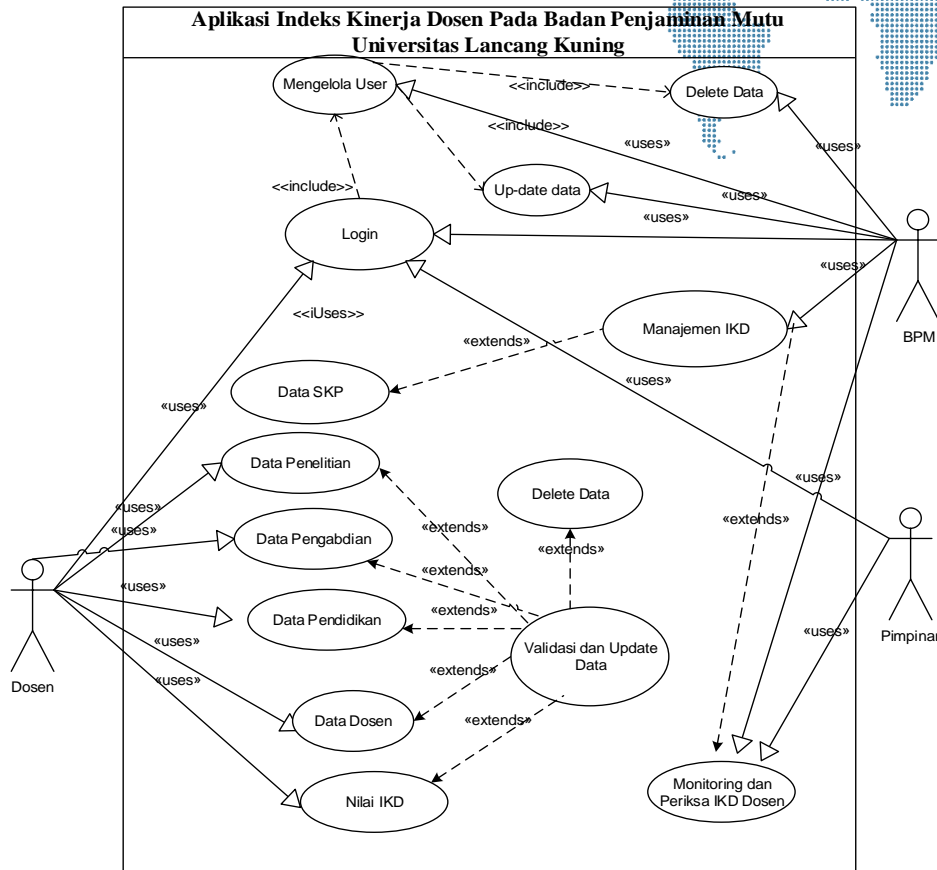 Aplikasi Indeks Kinerja Dosen Pada Badan Penjaminan Mutu
Universitas Lancang Kuning
Mengelola User
<<include>>
Delete Data
<<include>>
«uses»
«uses»
<<include>>
Up-date data
«uses»
«uses»
Login
«uses»
BPM
<<iUses>>
Manajemen IKD
«extends»
Data SKP
«uses»
«uses»
Data Penelitian
«uses»
Delete Data
«uses»
«uses»
«extends»
«extends»
Data Pengabdian
«extends»
«extends»
«uses»
Data Pendidikan
«extends»
«uses»
Validasi dan Update
Data
«uses»
Pimpinan
Dosen
«uses»
«extends»
Data Dosen
«extends»
Monitoring dan
Periksa IKD Dosen
Nilai IKD